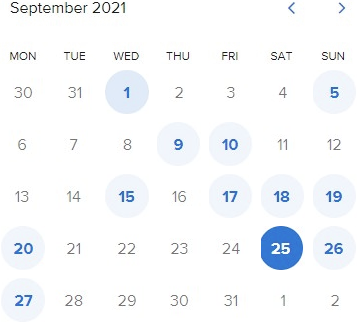 September 2021
MON TUE WED THU FRI SAT SUN
30 31 1 2 3 4 5
6 7 8 9 10 11 12
13 14 15 16 17 18 19
20 21 22 23 24 25 26
27 28 29 30 31 1 2